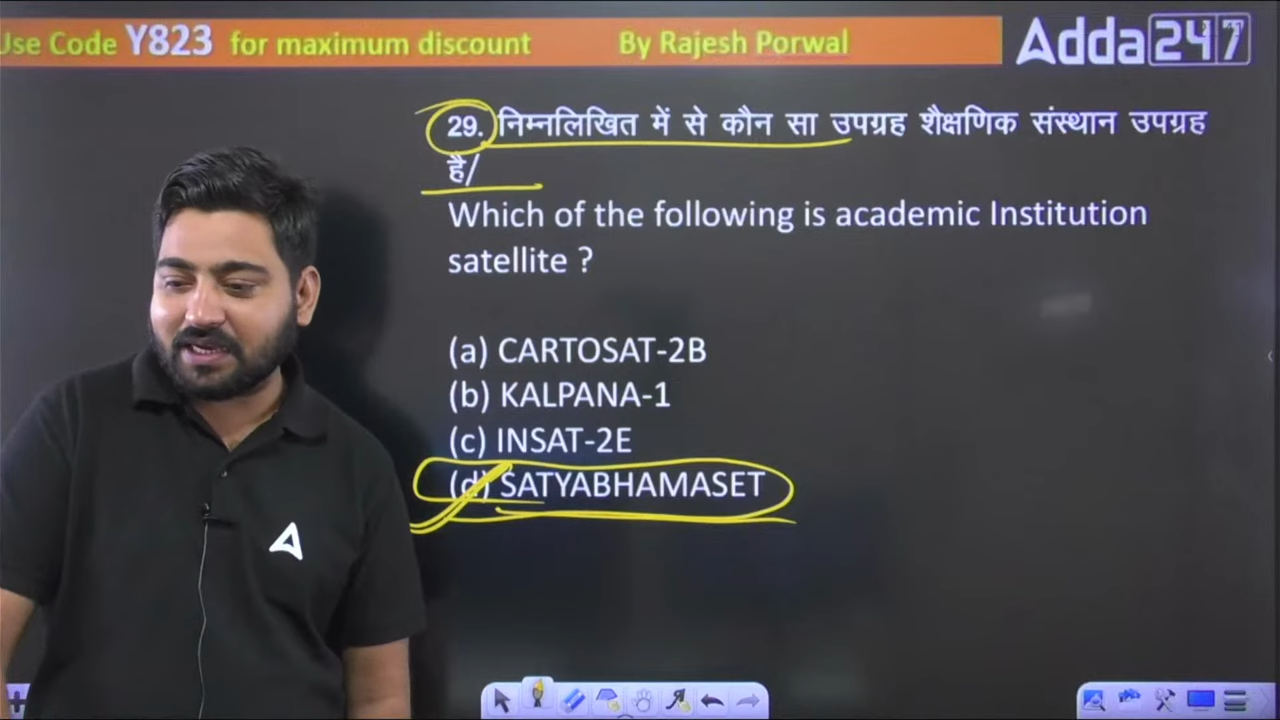 Use Code Y823 for maximum discount By Rajesh Porwal
Adda247
29. निम्नलिखित में से कौन सा उपग्रह शैक्षणिक संस्थान उपग्रह
है/
Which of the following is academic Institution
satellite ?
(a) CARTOSAT-2B
(b) KALPANA-1
(c) INSAT-2E
(d) SATYABHAMASET